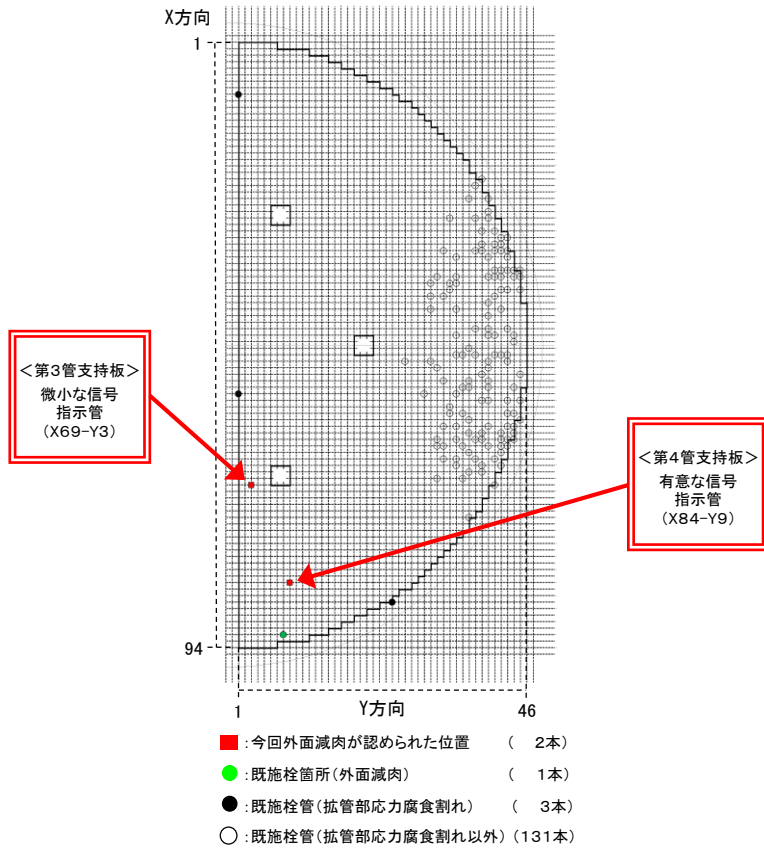 X方向
1
＜第3管支持板＞
微小な信号
指示管
（X69－Y3）
＜第4管支持板＞
有意な信号
指示管
（X84－Y9）
94
1
Y方向
46
：今回外面減肉が認められた位置 （ 2本）
：既施栓箇所（外面減肉） （ 1本）
：既施栓管（拡管部応力腐食割れ） （ 3本）
：既施栓管（拡管部応力腐食割れ以外）（131本）